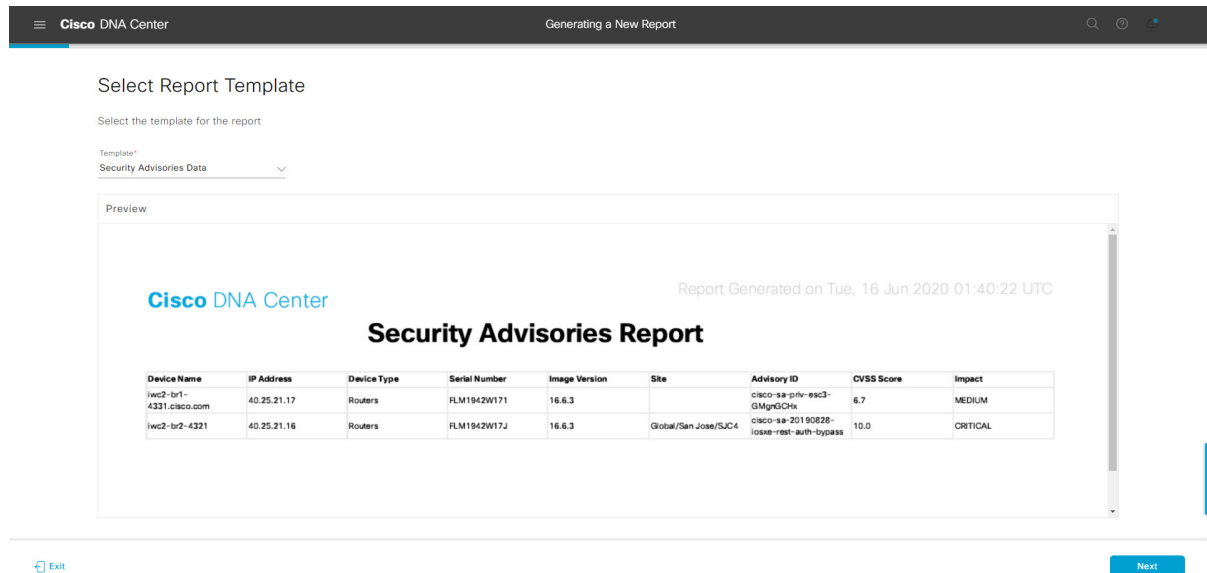 Cisco DNA Center
Generating a New Report
Select Report Template
Select the template for the report
Template*
Security Advisories Data
Preview
Cisco DNA Center
Report Generated on Tue, 16 Jun 2020 01:40:22 UTC
Security Advisories Report
Device Name IP Address Device Type Serial Number Image Version Site Advisory ID CVSS Score Impact
iwc2-br1-
4331.cisco.com 40.25.21.17 Routers FLM1942W171 16.6.3 cisco-sa-priv-esc3-
GMgnGCHx 6.7 MEDIUM
iwc2-br2-4321 40.25.21.16 Routers FLM1942W17J 16.6.3 Global/San Jose/SJC4 cisco-sa-20190828-
iosxe-rest-auth-bypass 10.0 CRITICAL
Exit
Next